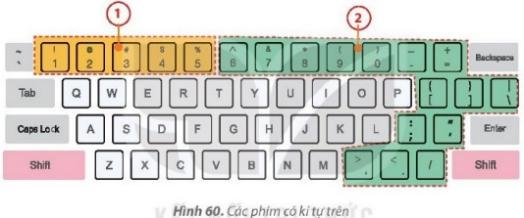 1 2
~ ` ! 1 @ 2 # 3 $ 4 % 5 ^ 6 & 7 * 8 ( 9 ) 0 - + = Backspace
Tab Q W E R T Y U I O P { [ } ] | \
Caps Lock A S D F G H J K L : ; " Enter
Shift Z X C V B N M > . < , / Shift
Hình 60. Các phím có kí tự trên